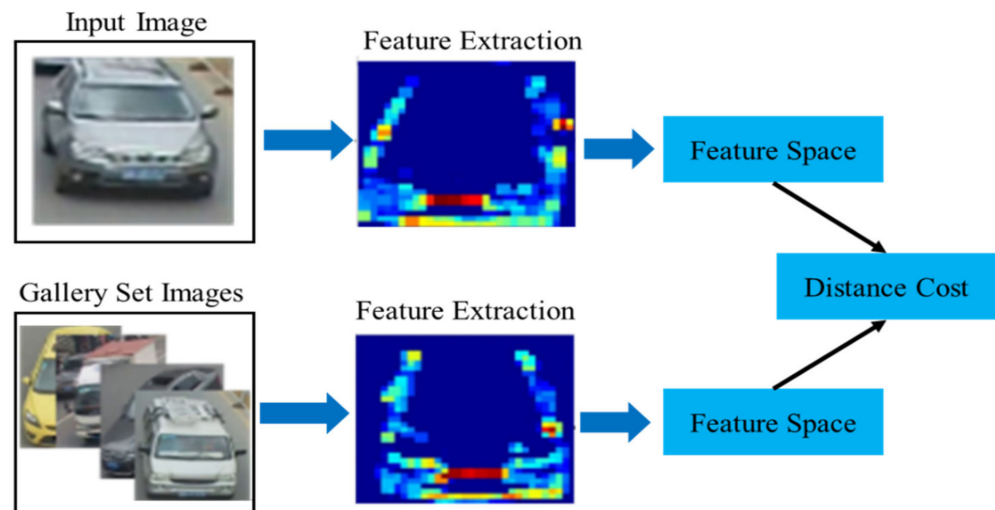 Input Image
Feature Extraction
Feature Space
Distance Cost
Gallery Set Images
Feature Extraction
Feature Space